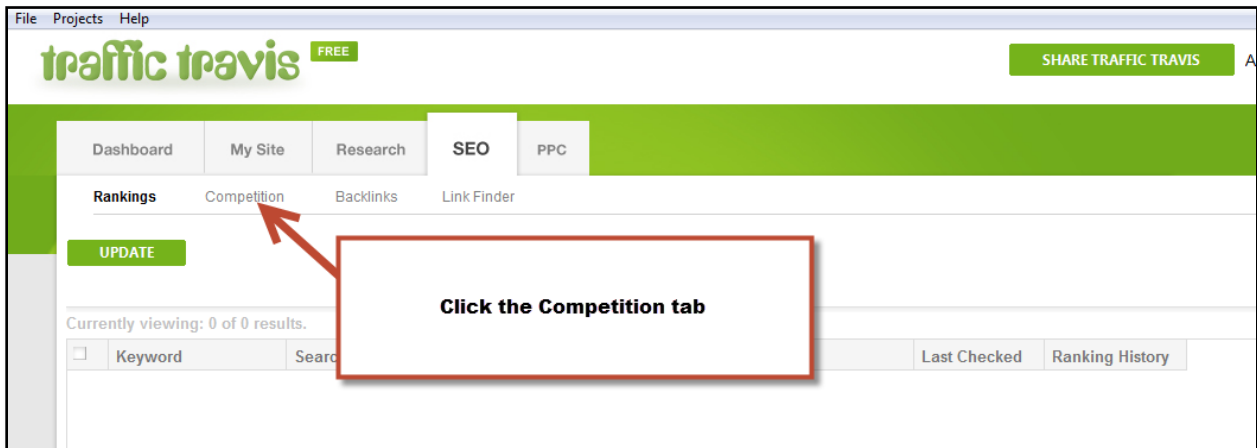 File Projects Help
traffic travis FREE
SHARE TRAFFIC TRAVIS
Dashboard My Site Research SEO PPC
Rankings Competition Backlinks Link Finder
UPDATE
Click the Competition tab
Currently viewing: 0 of 0 results.
Keyword Last Checked Ranking History